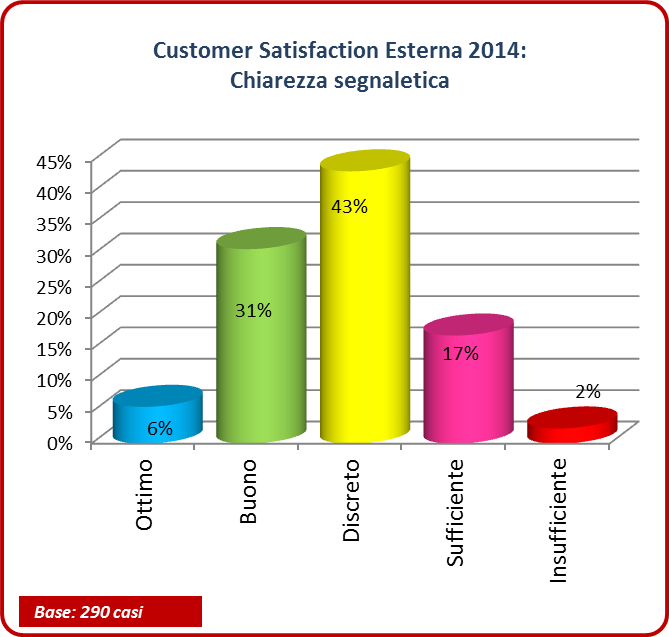 Customer Satisfaction Esterna 2014:
Chiarezza segnaletica
45%
40%
35%
30%
25%
20%
15%
10%
5%
0%
6%
31%
43%
17%
2%
Ottimo
Buono
Discreto
Sufficiente
Insufficiente
Base: 290 casi